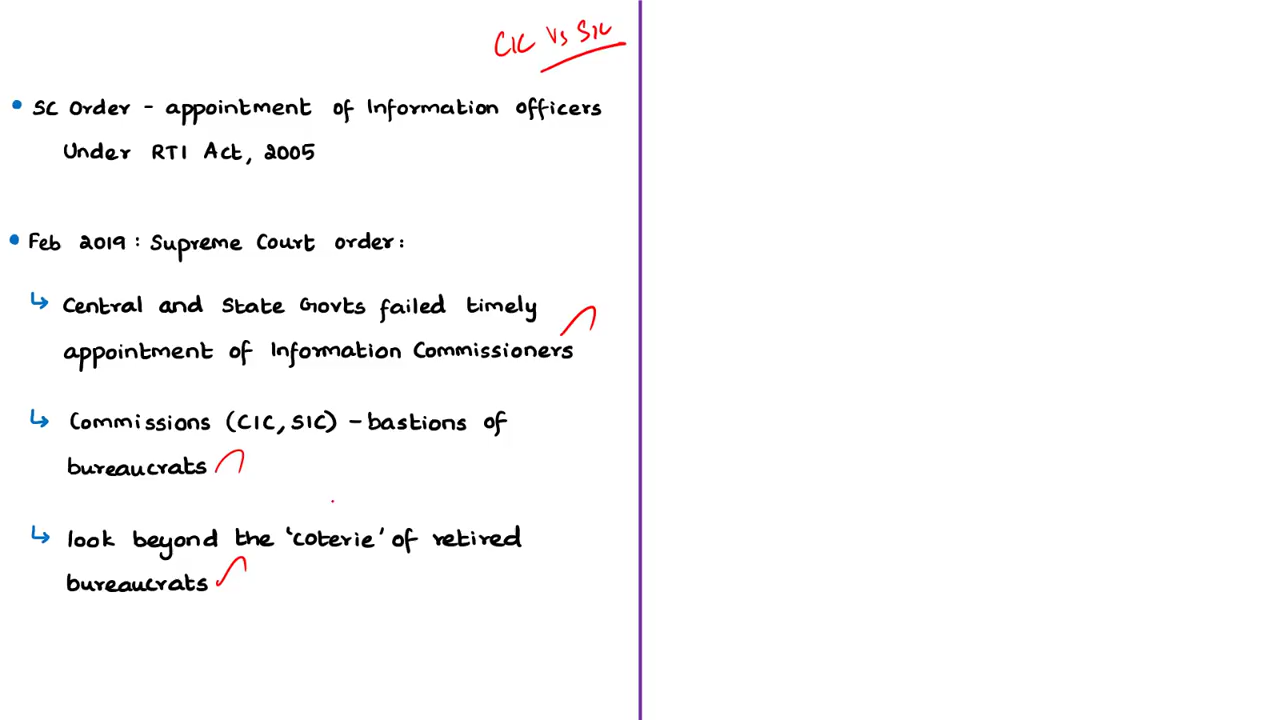 CIC Vs SIC
• SC Order - appointment of Information officers
Under RTI Act, 2005
• Feb 2019 : Supreme Court order :
↳ Central and State Govts failed timely
appointment of Information Commissioners
↳ Commissions (CIC, SIC) - bastions of
bureaucrats
↳ look beyond the 'coterie' of retired
bureaucrats